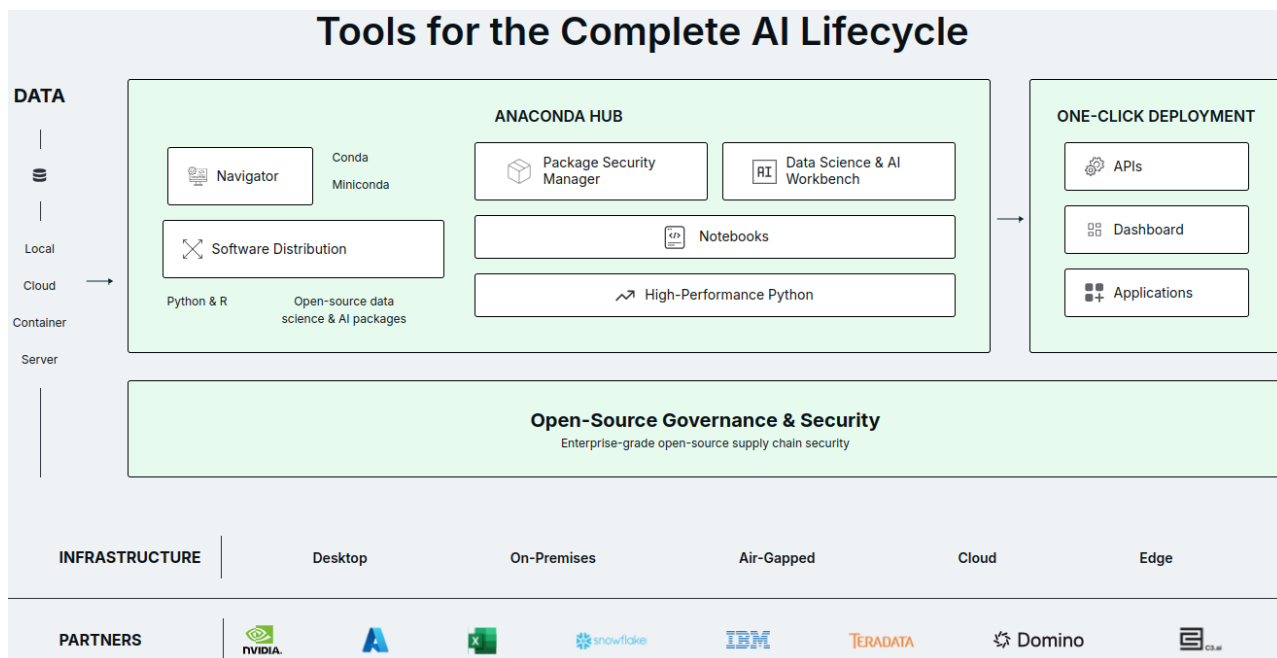 Tools for the Complete AI Lifecycle
DATA
Local
Cloud
Container
Server
ANACONDA HUB
Navigator
Conda
Miniconda
Software Distribution
Python & R
Open-source data
science & AI packages
Package Security
Manager
AI
Data Science & AI
Workbench
Notebooks
High-Performance Python
ONE-CLICK DEPLOYMENT
APIs
Dashboard
Applications
Open-Source Governance & Security
Enterprise-grade open-source supply chain security
INFRASTRUCTURE
Desktop
On-Premises
Air-Gapped
Cloud
Edge
PARTNERS
NVIDIA.
X
snowflake
IBM
TERADATA
Domino
C3.ai